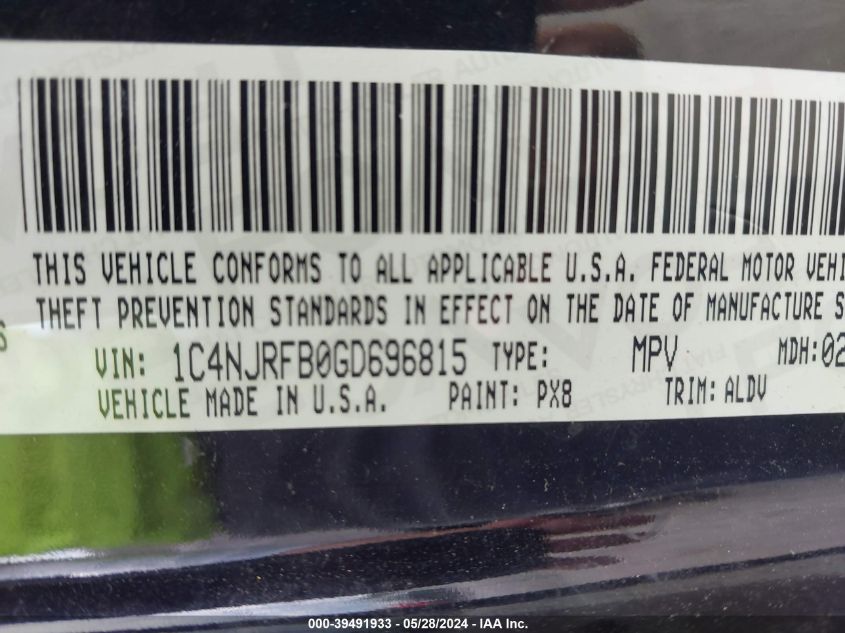 THIS VEHICLE CONFORMS TO ALL APPLICABLE U.S.A. FEDERAL MOTOR VEHI
THEFT PREVENTION STANDARDS IN EFFECT ON THE DATE OF MANUFACTURE S
VIN: 1C4NJRFB0GD696815 TYPE: MPV MDH:02
VEHICLE MADE IN U.S.A. PAINT: PX8 TRIM: ALDV
000-39491933 - 05/28/2024 - IAA Inc.